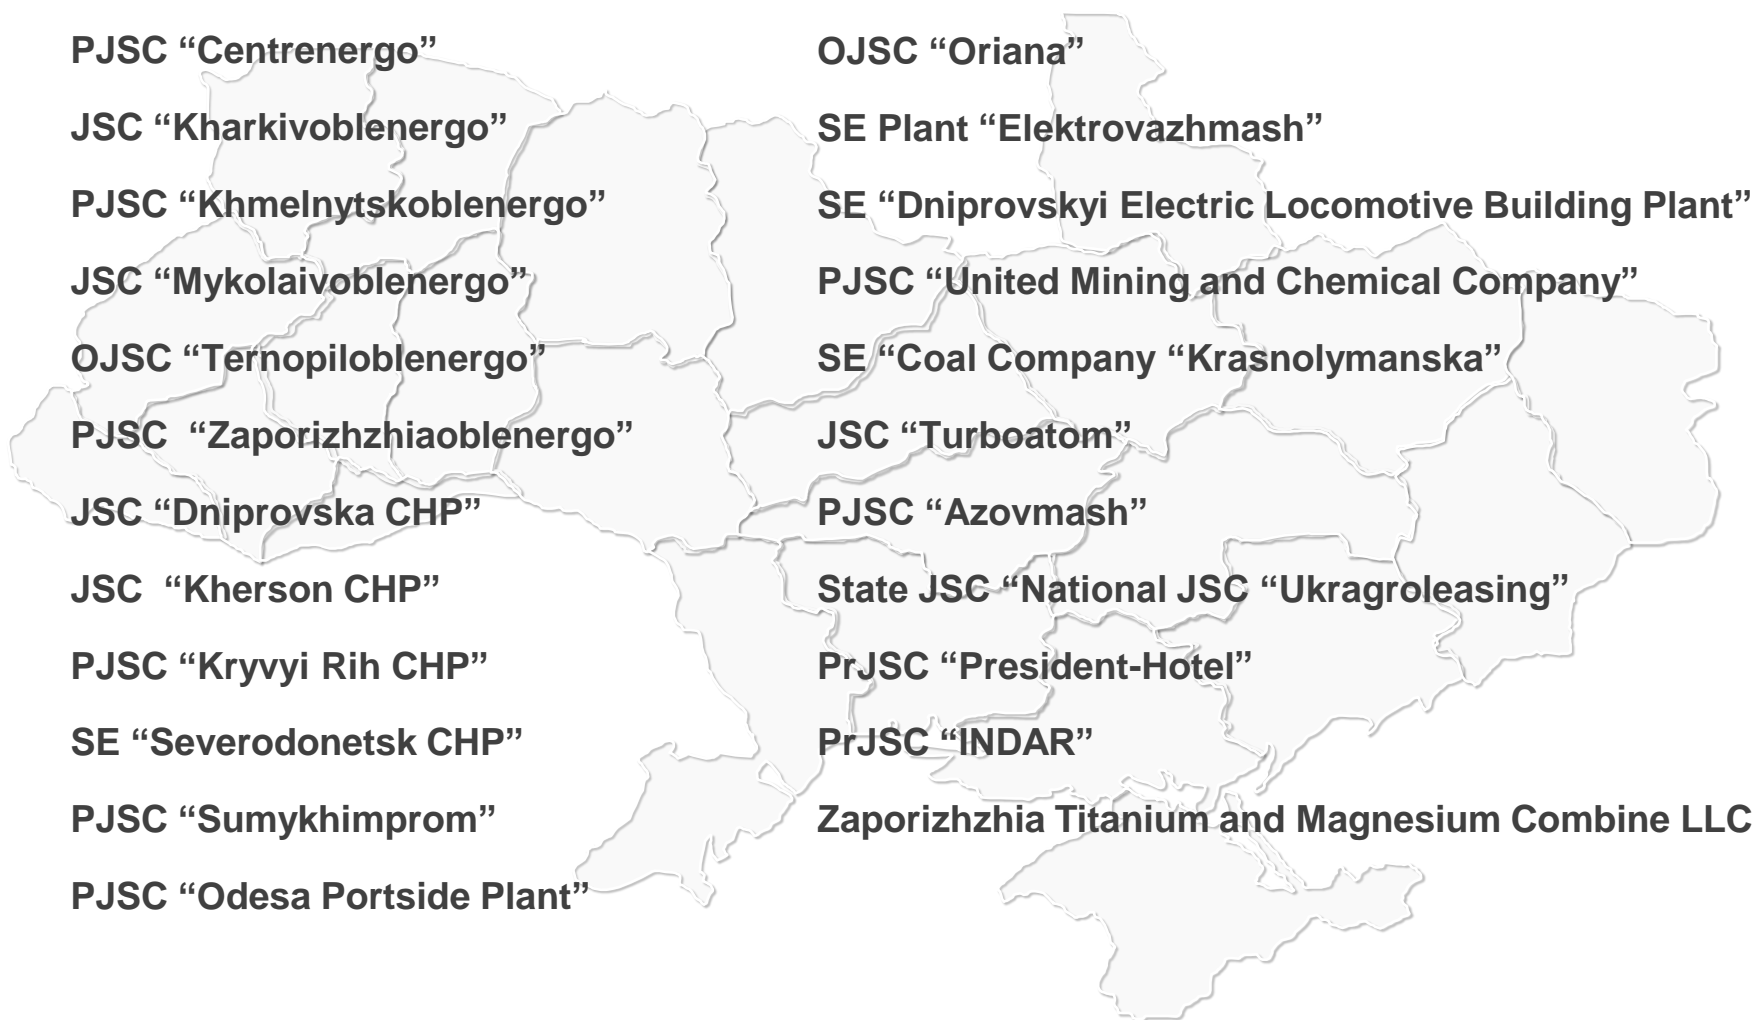 PJSC “Centrenergo”
JSC “Kharkivoblenergo”
PJSC “Khmelnytskoblenergo”
JSC “Mykolaivoblenergo”
OJSC “Ternopiloblenergo”
PJSC  “Zaporizhzhiaoblenergo”
JSC “Dniprovska CHP”
JSC  “Kherson CHP”
PJSC “Kryvyi Rih CHP”
SE “Severodonetsk CHP”
PJSC “Sumykhimprom”
PJSC “Odesa Portside Plant”
OJSC “Oriana”
SE Plant “Elektrovazhmash”
SE “Dniprovskyi Electric Locomotive Building Plant”
PJSC “United Mining and Chemical Company”
SE “Coal Company “Krasnolymanska”
JSC “Turboatom”
PJSC “Azovmash”
State JSC “National JSC “Ukragroleasing”
PrJSC “President-Hotel”
PrJSC “INDAR”
Zaporizhzhia Titanium and Magnesium Combine LLC